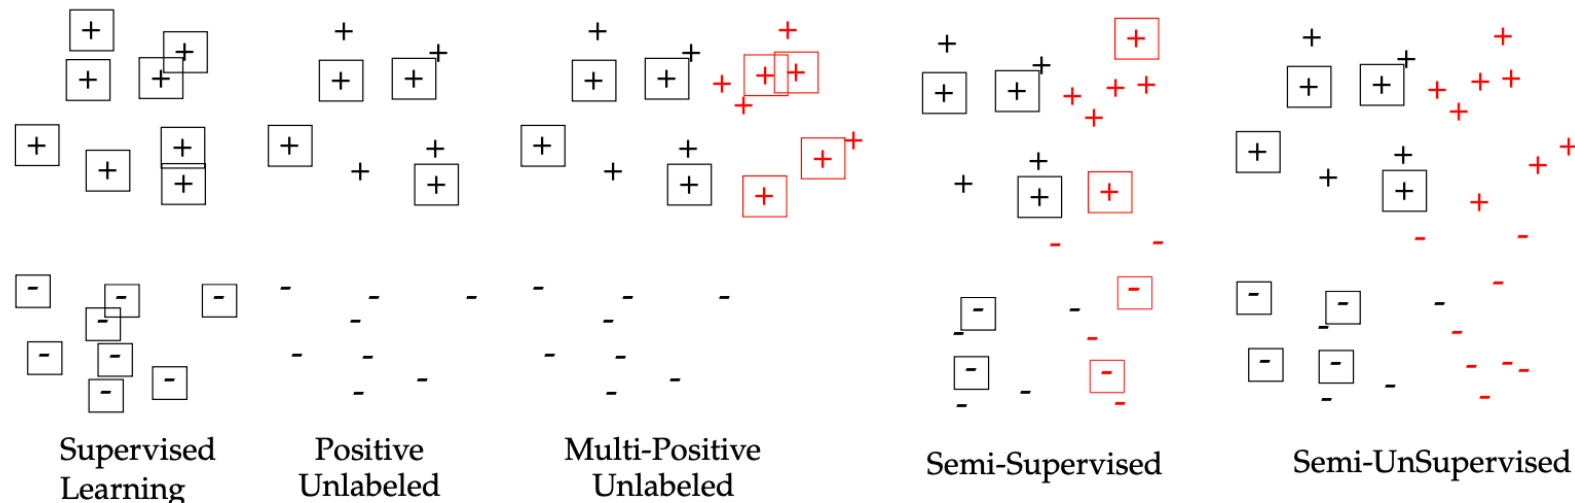 Supervised
Learning
Positive
Unlabeled
Multi-Positive
Unlabeled
Semi-Supervised
Semi-UnSupervised